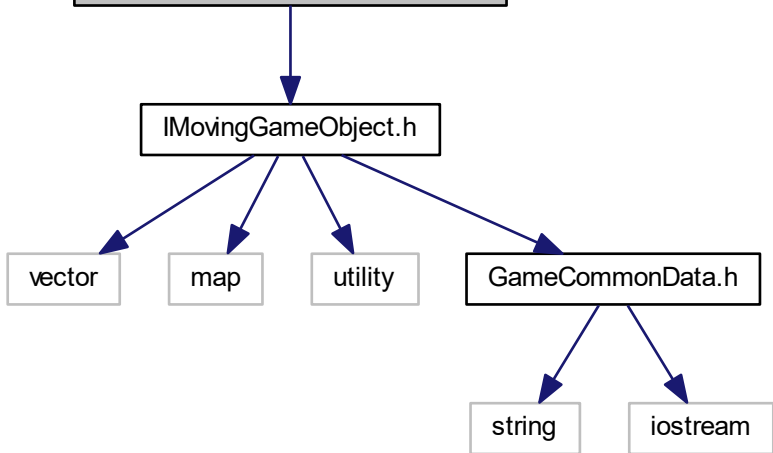 IMovingGameObject.h
vector
map
utility
GameCommonData.h
string
iostream